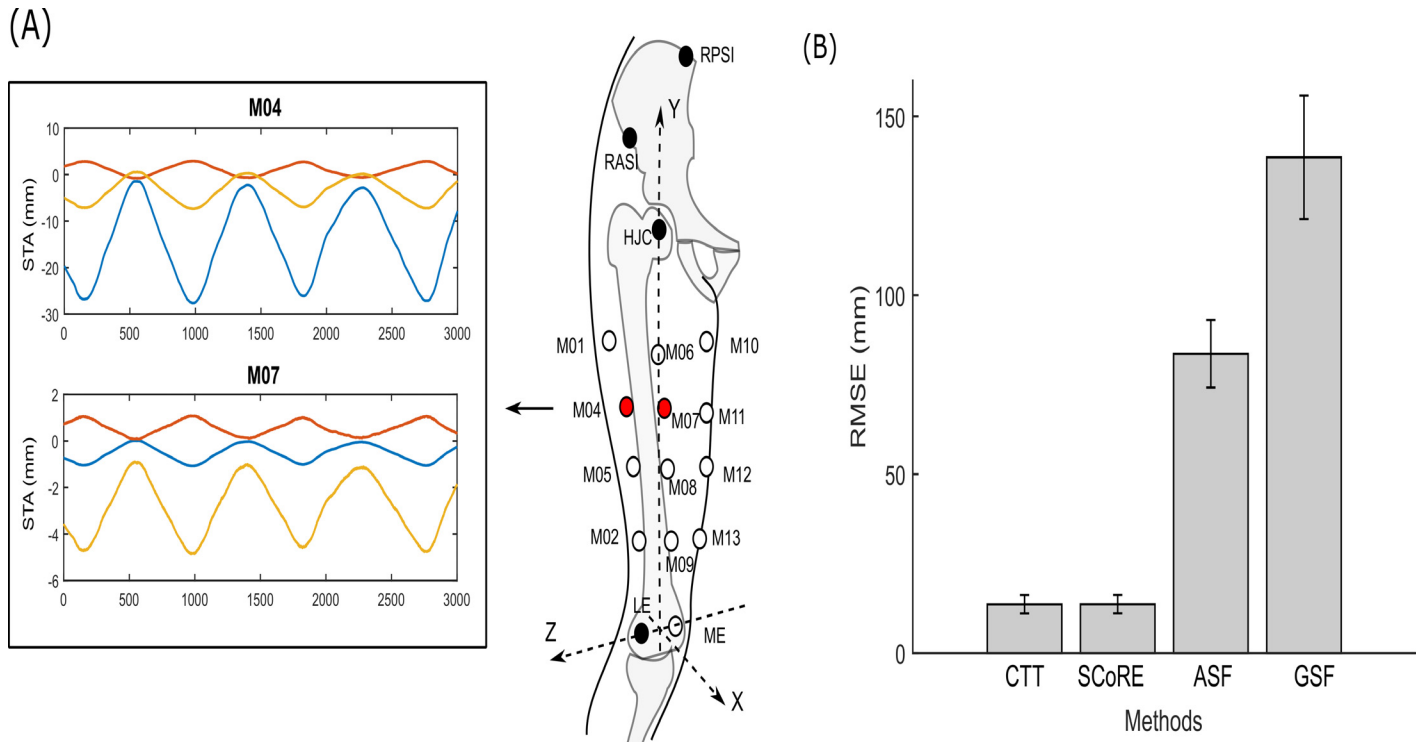 (A)
M04
STA (mm)
10
0
-10
-20
-30
0 500 1000 1500 2000 2500 3000
M07
STA (mm)
2
0
-2
-4
-6
0 500 1000 1500 2000 2500 3000
RPSI
Y
RASI
HJC
M01
M06
M10
M04
M07
M11
M05
M08
M12
M02
M09
M13
LE
ME
Z
X
(B)
RMSE (mm)
150
100
50
0
CTT SCoRE ASF GSF
Methods